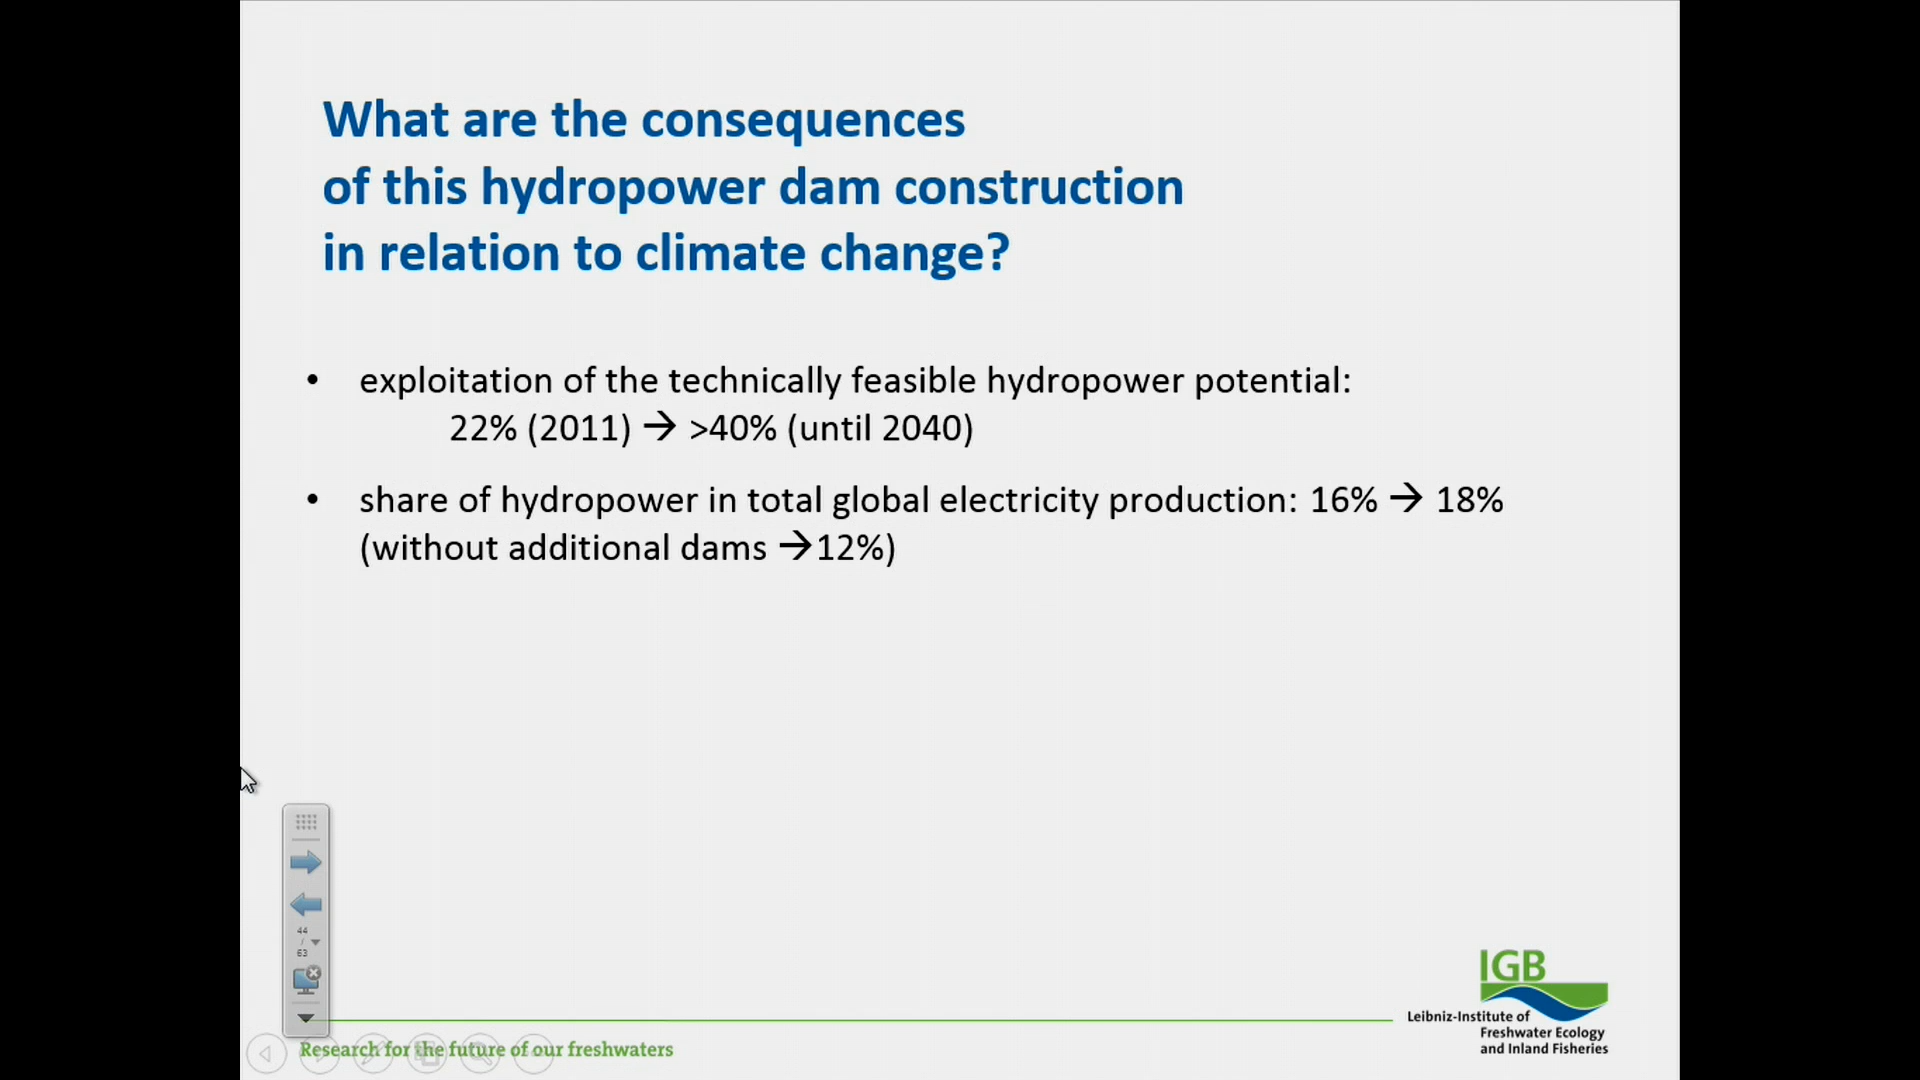 What are the consequences
of this hydropower dam construction
in relation to climate change?
• exploitation of the technically feasible hydropower potential:
22% (2011) → >40% (until 2040)
• share of hydropower in total global electricity production: 16% → 18%
(without additional dams →12%)
44
/
63
IGB
Leibniz-Institute of
Freshwater Ecology
and Inland Fisheries
Research for the future of our freshwaters